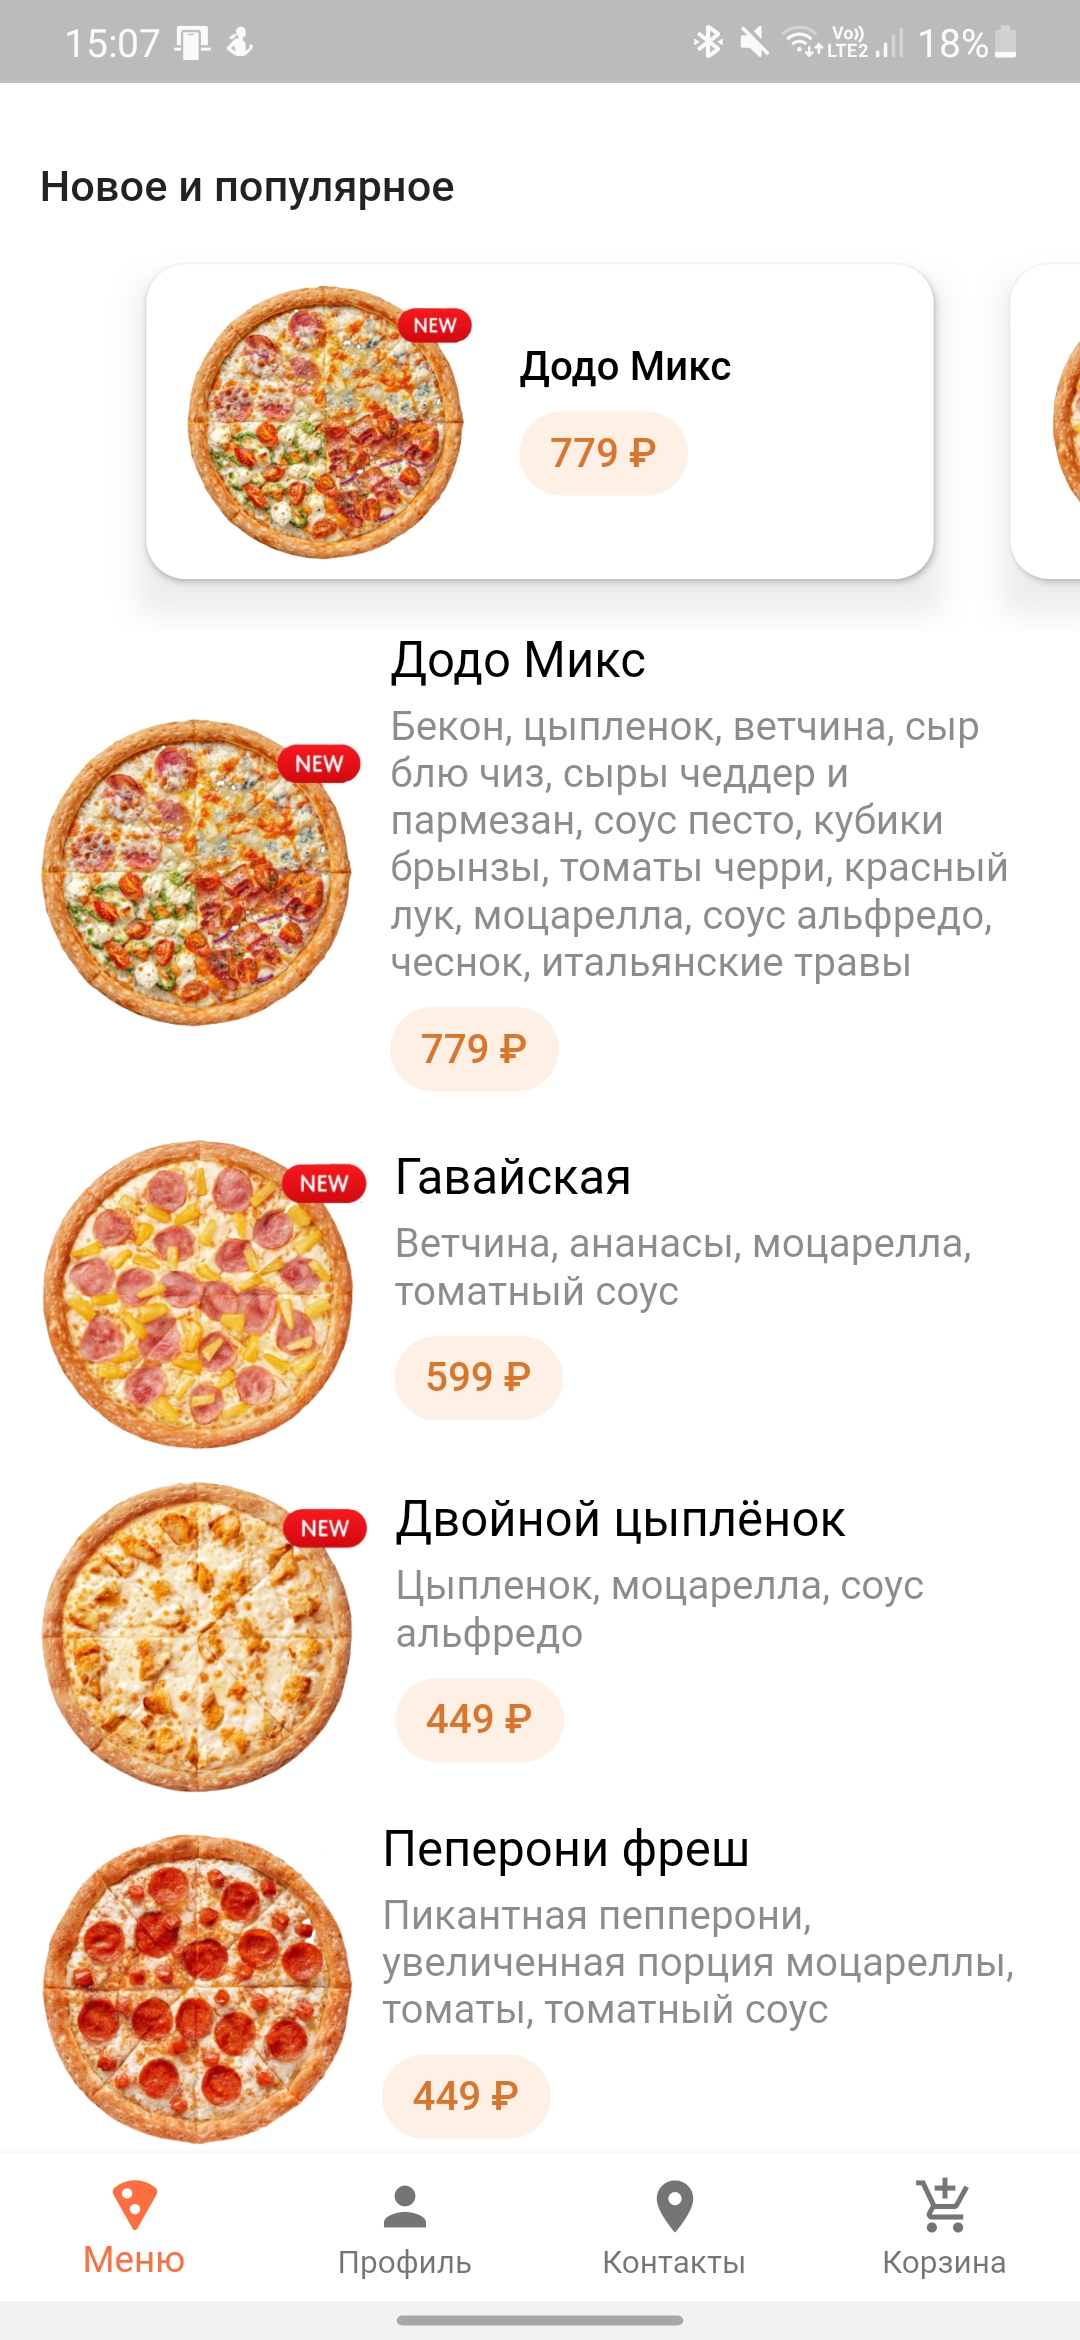 15:07
Vo))
LTE2
18%
Новое и популярное
NEW
Додо Микс
779 ₽
Додо Микс
NEW
Бекон, цыпленок, ветчина, сыр
блю чиз, сыры чеддер и
пармезан, соус песто, кубики
брынзы, томаты черри, красный
лук, моцарелла, соус альфредо,
чеснок, итальянские травы
779 ₽
NEW
Гавайская
Ветчина, ананасы, моцарелла,
томатный соус
599 ₽
NEW
Двойной цыплёнок
Цыпленок, моцарелла, соус
альфредо
449 ₽
Пеперони фреш
Пикантная пепперони,
увеличенная порция моцареллы,
томаты, томатный соус
449 ₽
Меню
Профиль
Контакты
Корзина